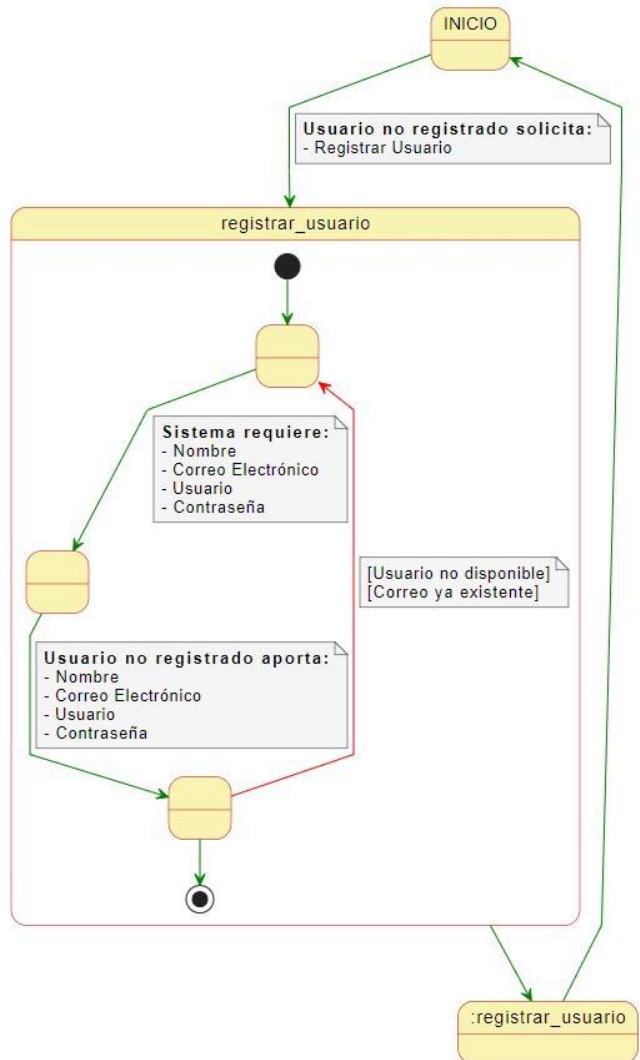 INICIO
Usuario no registrado solicita:
- Registrar Usuario
registrar_usuario
Sistema requiere:
- Nombre
- Correo Electrónico
- Usuario
- Contraseña
[Usuario no disponible]
[Correo ya existente]
Usuario no registrado aporta:
- Nombre
- Correo Electrónico
- Usuario
- Contraseña
:registrar_usuario